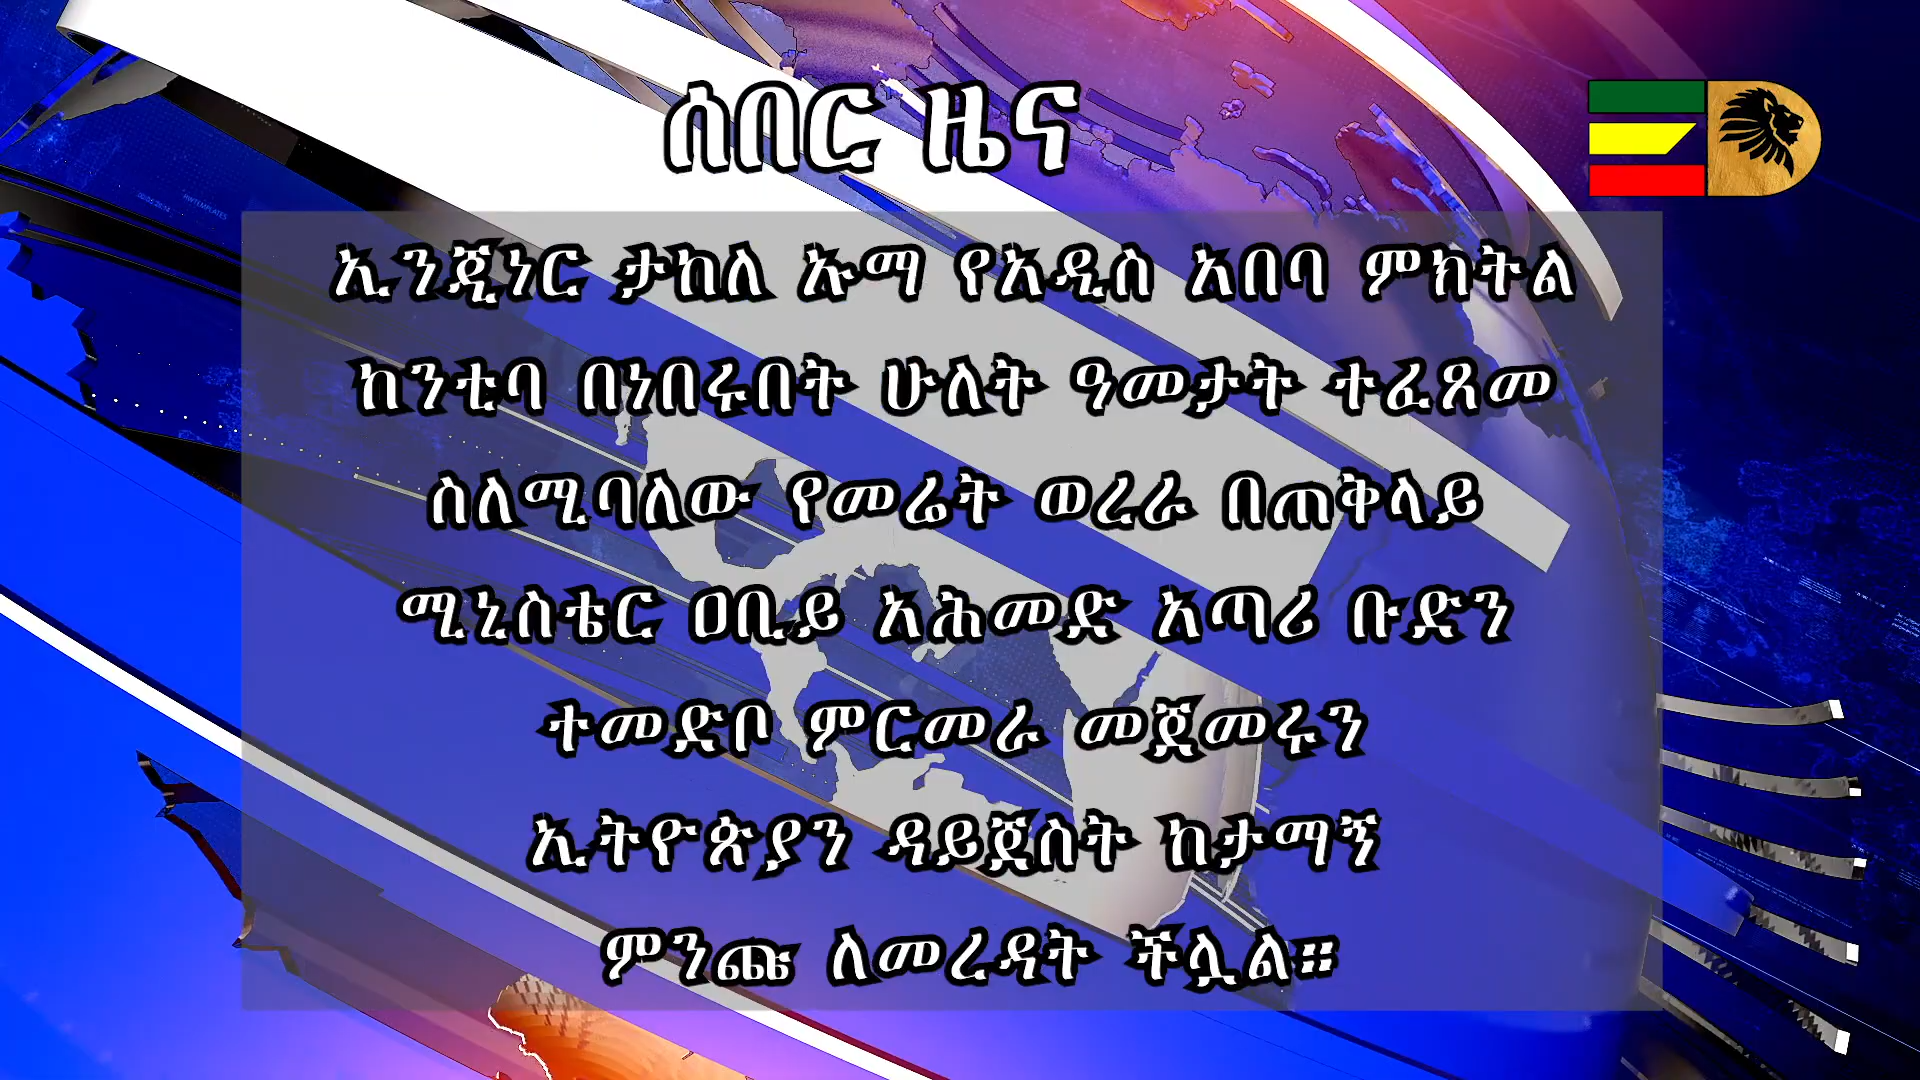 ሰበር ዜና
ኢንጂነር ታከለ ኡማ የአዲስ አበባ ምክትል
ከንቲባ በነበሩበት ሁለት ዓመታት ተፈጸመ
ስለሚባለው የመሬት ወረራ በጠቅላይ
ሚኒስቴር ዐቢይ አሕመድ አጣሪ ቡድን
ተመድቦ ምርመራ መጀመሩን
ኢትዮጵያን ዳይጀስት ከታማኝ
ምንጩ ለመረዳት ችሏል።